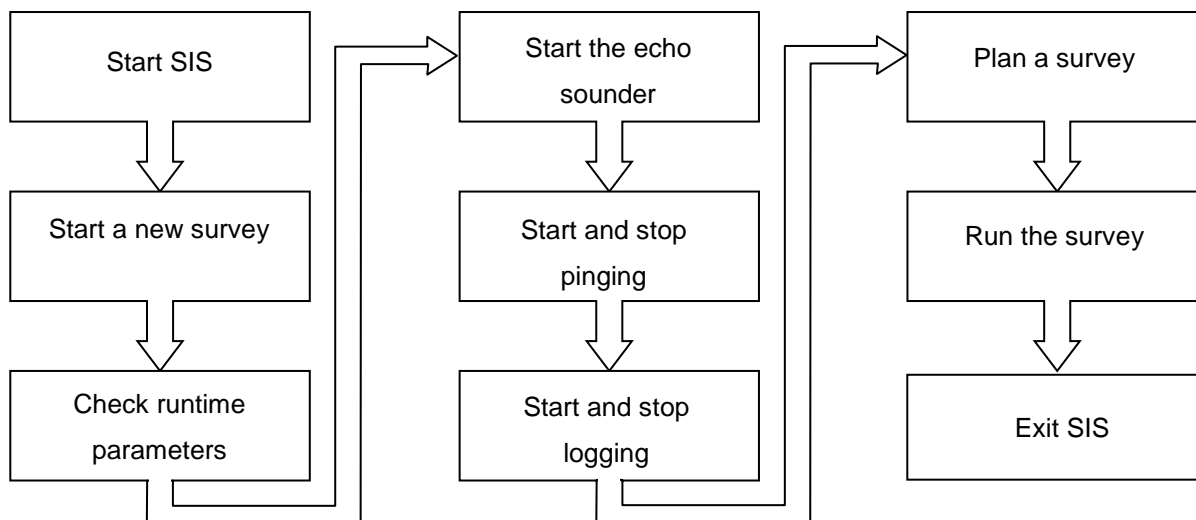 Start SIS
Start a new survey
Check runtime
parameters
Start the echo
sounder
Start and stop
pinging
Start and stop
logging
Plan a survey
Run the survey
Exit SIS